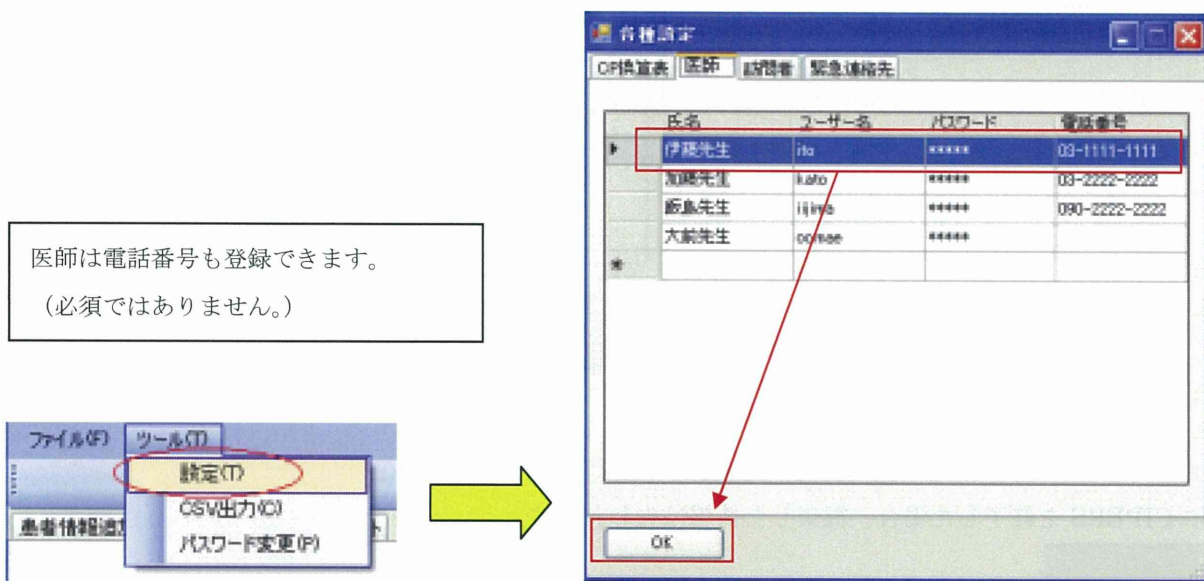 各種設定
CP換算表 医師 訪問者 緊急連絡先
氏名 ユーザー名 パスワード 電話番号
伊藤先生 ito ***** 03-1111-1111
加藤先生 kato ***** 03-2222-2222
飯島先生 iijima ***** 090-2222-2222
大前先生 oomae *****
医師は電話番号も登録できます。
（必須ではありません。）
ファイル(F) ツール(T)
設定(T)
CSV出力(C)
患者情報追
パスワード変更(P)
OK